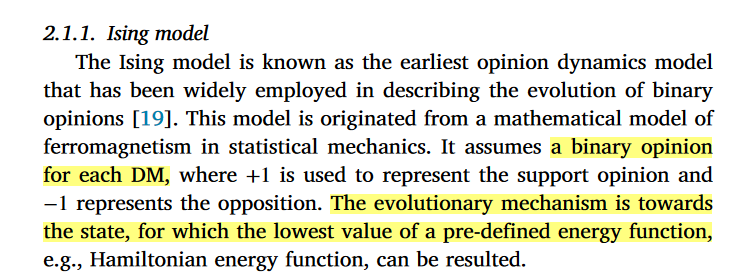 2.1.1. Ising model
The Ising model is known as the earliest opinion dynamics model
that has been widely employed in describing the evolution of binary
opinions [19]. This model is originated from a mathematical model of
ferromagnetism in statistical mechanics. It assumes a binary opinion
for each DM, where +1 is used to represent the support opinion and
−1 represents the opposition. The evolutionary mechanism is towards
the state, for which the lowest value of a pre-defined energy function,
e.g., Hamiltonian energy function, can be resulted.